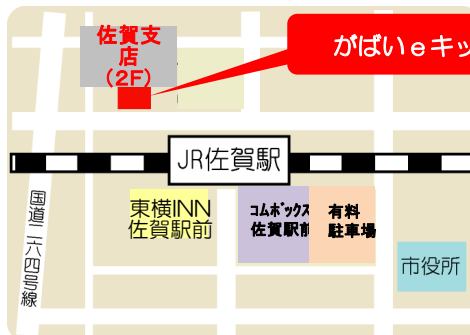 佐賀支
店
（2F）
がばいｅキッ
JR佐賀駅
東横INN
佐賀駅前
コムボックス
佐賀駅前
有料
駐車場
市役所
国道二六四号線